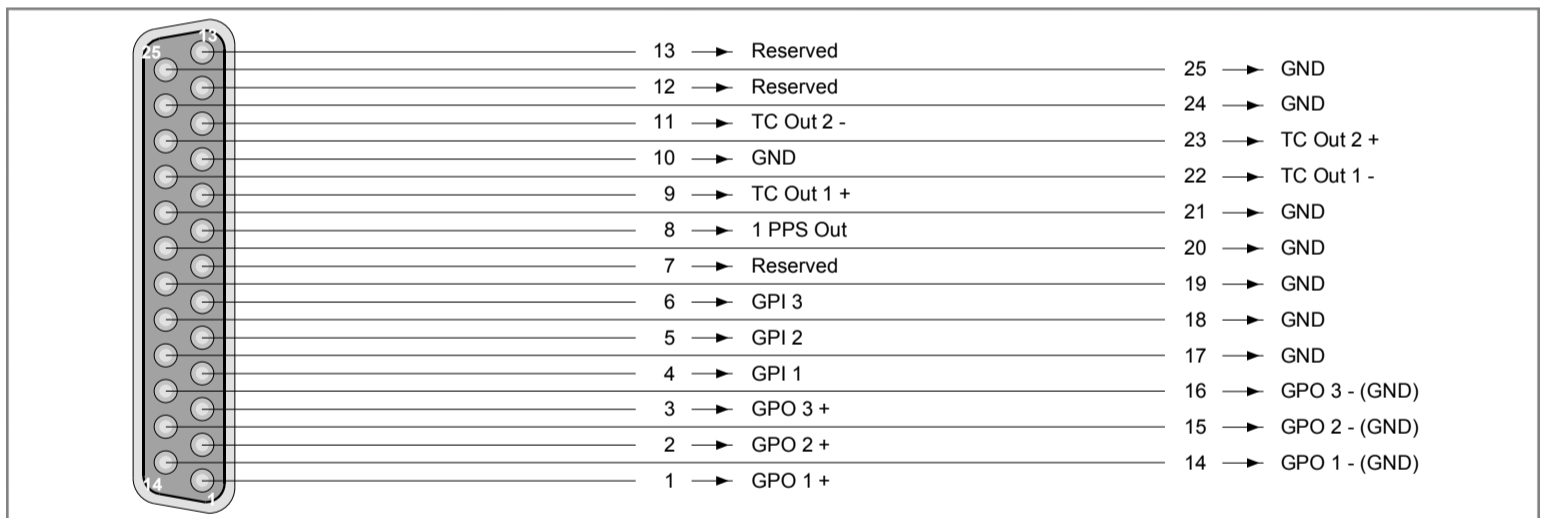 13
25
13 Reserved
25 GND
12 Reserved
24 GND
11 TC Out 2 -
23 TC Out 2 +
10 GND
22 TC Out 1 -
9 TC Out 1 +
21 GND
8 1 PPS Out
20 GND
7 Reserved
19 GND
6 GPI 3
18 GND
5 GPI 2
17 GND
4 GPI 1
16 GPO 3 - (GND)
3 GPO 3 +
15 GPO 2 - (GND)
2 GPO 2 +
14 GPO 1 - (GND)
1 GPO 1 +
14
1